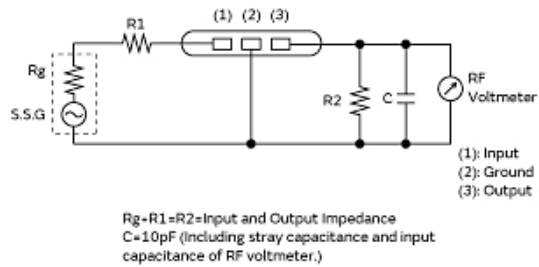 R1
(1) (2) (3)
Rg
S.S.G
R2
C
RF
Voltmeter
(1): Input
(2): Ground
(3): Output
Rg+R1=R2=Input and Output Impedance
C=10pF (Including stray capacitance and input
capacitance of RF voltmeter.)